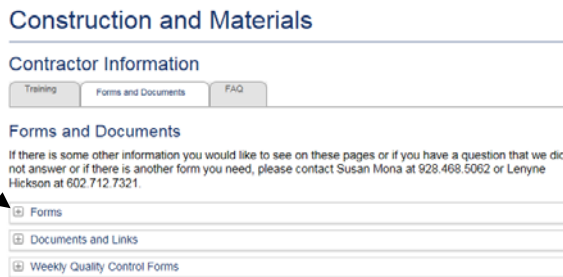 Construction and Materials
Contractor Information
Training Forms and Documents FAQ
Forms and Documents
If there is some other information you would like to see on these pages or if you have a question that we did
not answer or if there is another form you need, please contact Susan Mona at 928.468.5062 or Lenyne
Hickson at 602.712.7321.
Forms
Documents and Links
Weekly Quality Control Forms